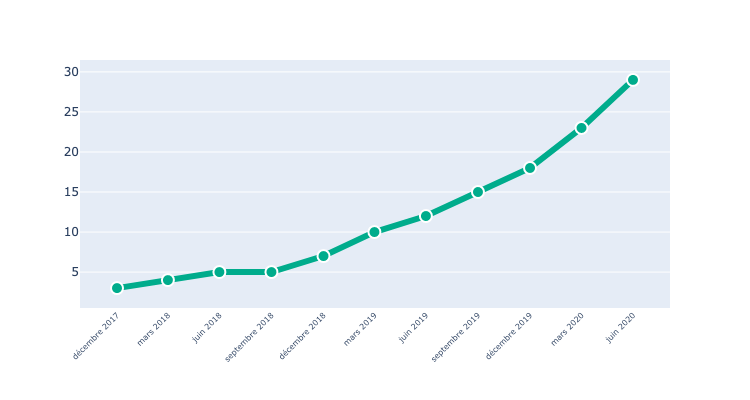 30
25
20
15
10
5
décembre 2017
mars 2018
juin 2018
septembre 2018
décembre 2018
mars 2019
juin 2019
septembre 2019
décembre 2019
mars 2020
juin 2020